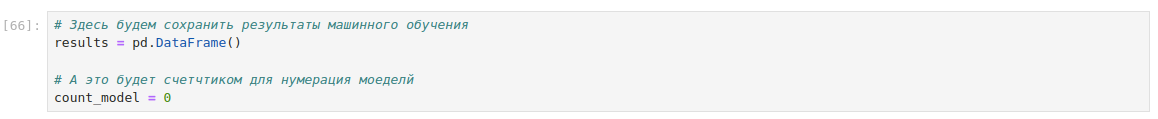 [66]: # Здесь будем сохранить результаты машинного обучения
results = pd.DataFrame()
# А это будет счетчтиком для нумерация моеделй
count_model = 0